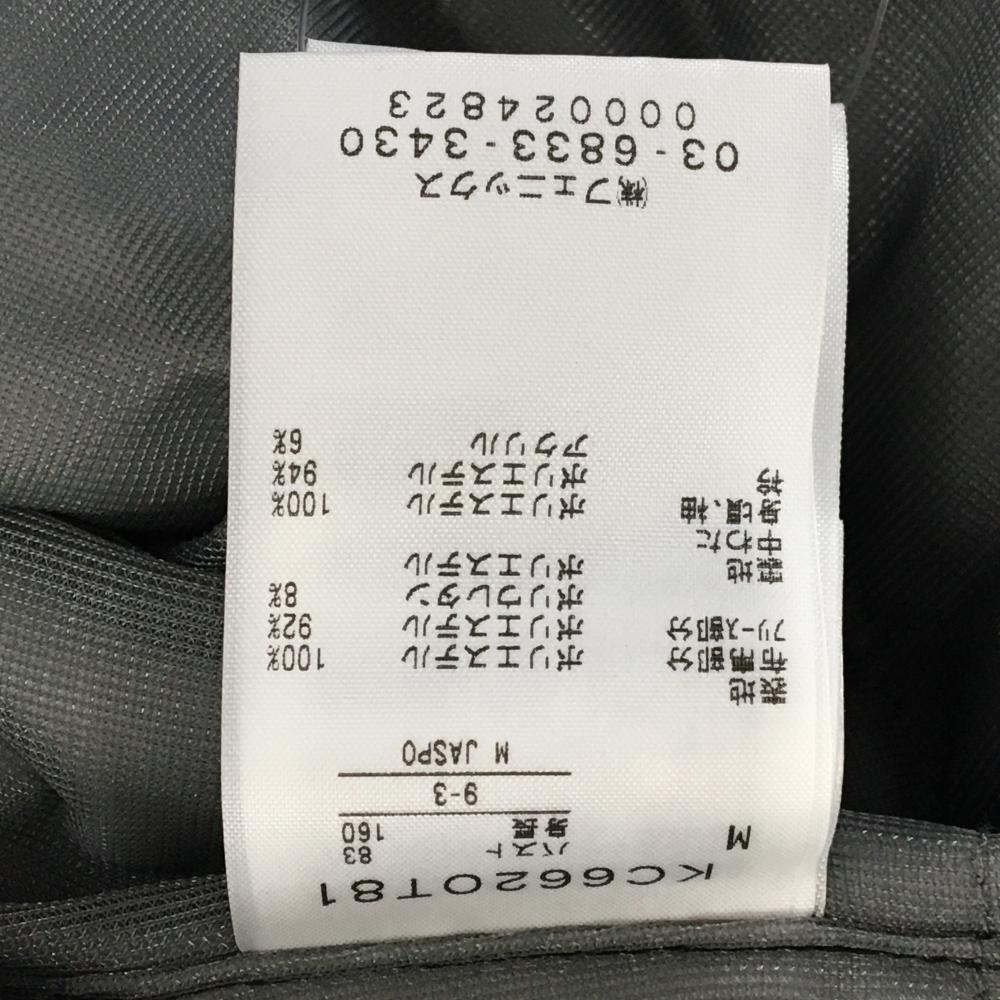 KC6620T81
M バスト 83
身長 160
9-3
M JASPO
表地
布帛部分 ポリエステル 100%
フリース部分 ポリエステル 92%
ポリウレタン 8%
裏地 ポリエステル
中わた
身頃、袖 ポリエステル 100%
衿 ポリエステル 94%
アクリル 6%
㈱フェニックス
03-6833-3430
000024823